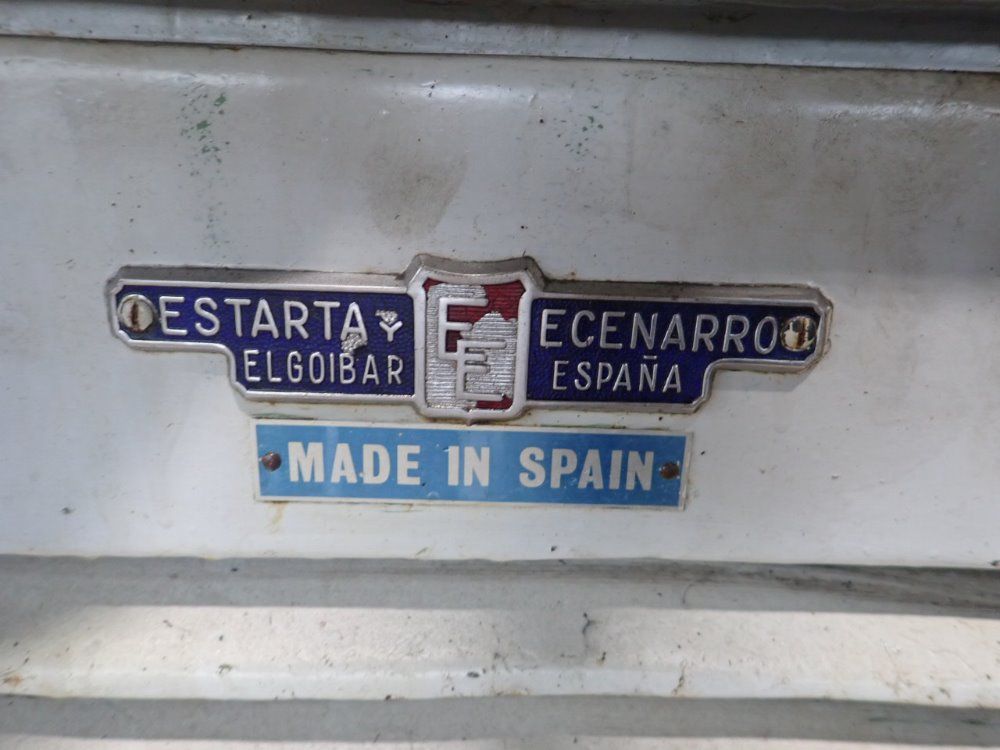 ESTARTA Y EE ECENARRO
ELGOIBAR ESPAÑA
MADE IN SPAIN